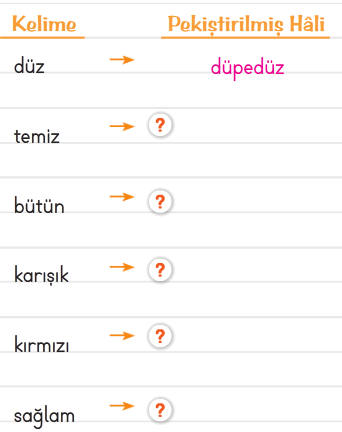 Kelime Pekiştirilmiş Hâli
düz düpedüz
temiz ?
bütün ?
karışık ?
kırmızı ?
sağlam ?